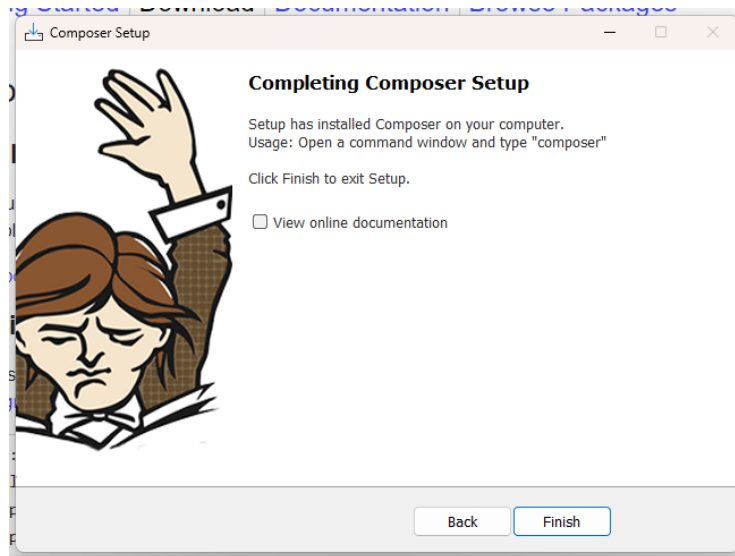 Started Download Documentation Browse Packages
Composer Setup
Completing Composer Setup
Setup has installed Composer on your computer.
Usage: Open a command window and type "composer"
Click Finish to exit Setup.
View online documentation
Back Finish